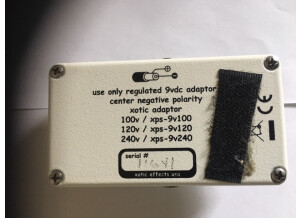 use only regulated 9vdc adaptor
center negative polarity
xotic adaptor
100v / xps-9v100
120v / xps-9v120
240v / xps-9v240
CE
serial #
xotic effects usa